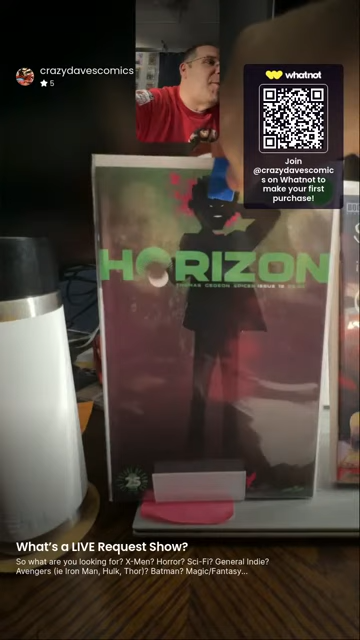 crazydavescomics
★ 5
whatnot
Join
@crazydavescomic
s on Whatnot to
make your first
purchase!
HORIZON
ISSUE
25
What's a LIVE Request Show?
So what are you looking for? X-Men? Horror? Sci-Fi? General Indie?
Avengers (ie Iron Man, Hulk, Thor)? Batman? Magic/Fantasy...